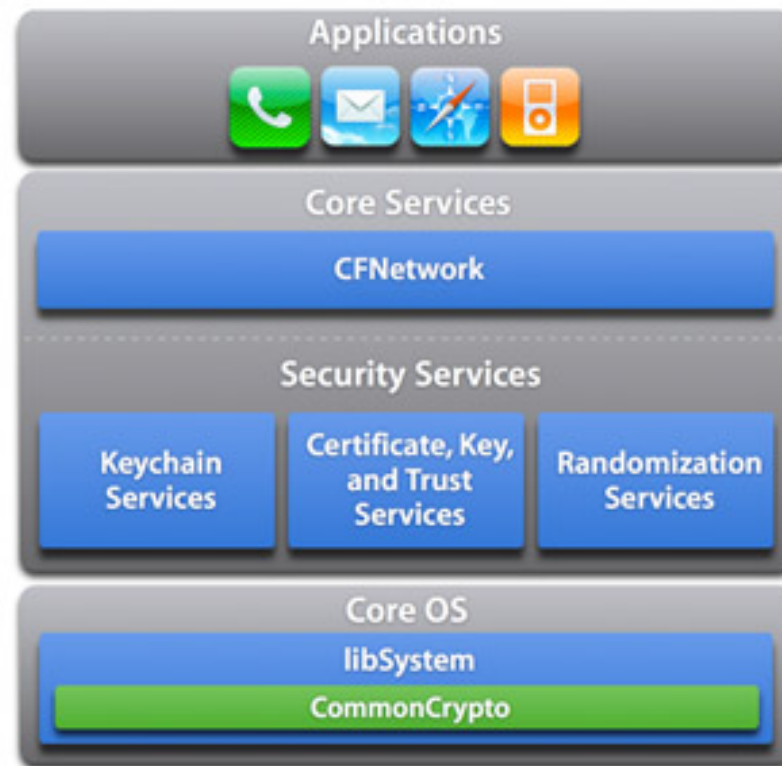 Applications
Core Services
CFNetwork
Security Services
Keychain
Services
Certificate, Key,
and Trust
Services
Randomization
Services
Core OS
libSystem
CommonCrypto